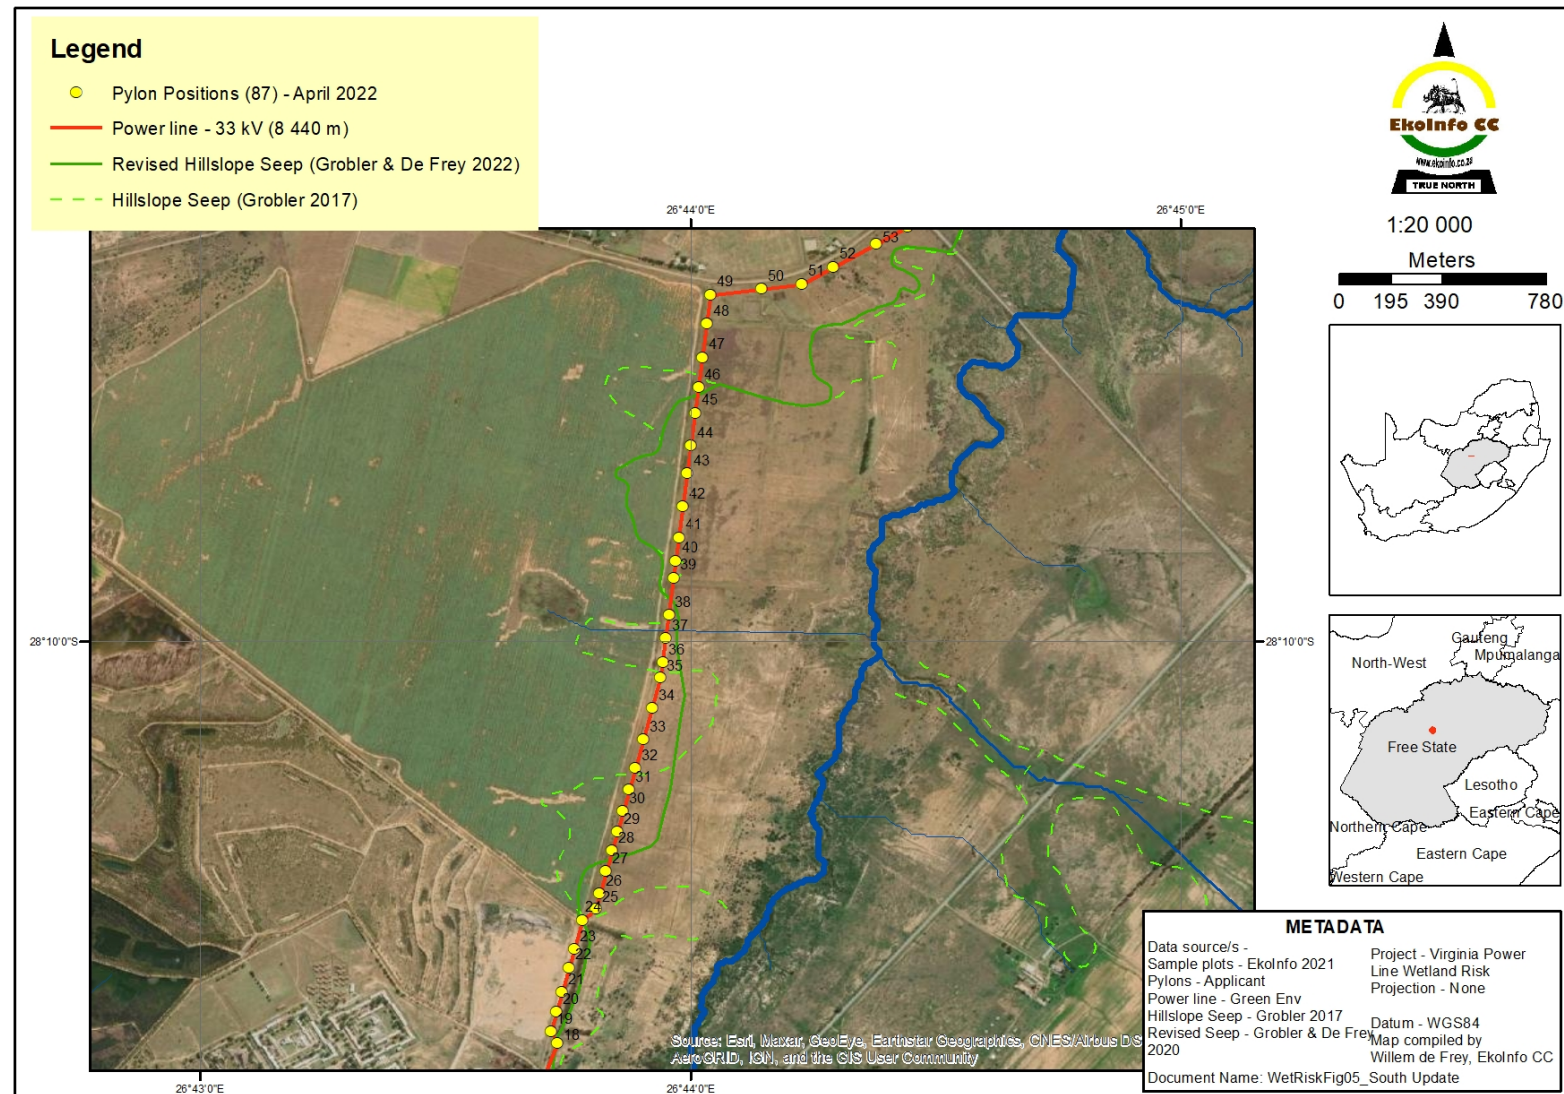 Legend
Pylon Positions (87) - April 2022
Power line - 33 kV (8 440 m)
Revised Hillslope Seep (Grobler & De Frey 2022)
Hillslope Seep (Grobler 2017)
EkoInfo CC
www.ekoinfo.co.za
TRUE NORTH
1:20 000
Meters
0 195 390 780
26°44'0"E
26°45'0"E
53
52
51
50
49
48
47
46
45
44
43
42
41
40
39
38
37
36
35
34
33
32
31
30
29
28
27
26
25
24
23
22
21
20
19
18
28°10'0"S
28°10'0"S
26°43'0"E
26°44'0"E
Source: Esri, Maxar, GeoEye, Earthstar Geographics, CNES/Airbus DS
AeroGRID, IGN, and the GIS User Community
Gauteng
North-West
Mpumalanga
Free State
Lesotho
Eastern Cape
Northern Cape
Eastern Cape
Western Cape
METADATA
Data source/s -
Sample plots - EkoInfo 2021
Pylons - Applicant
Power line - Green Env
Hillslope Seep - Grobler 2017
Revised Seep - Grobler & De Frey
2020
Project - Virginia Power
Line Wetland Risk
Projection - None
Datum - WGS84
Map compiled by
Willem de Frey, EkoInfo CC
Document Name: WetRiskFig05_South Update